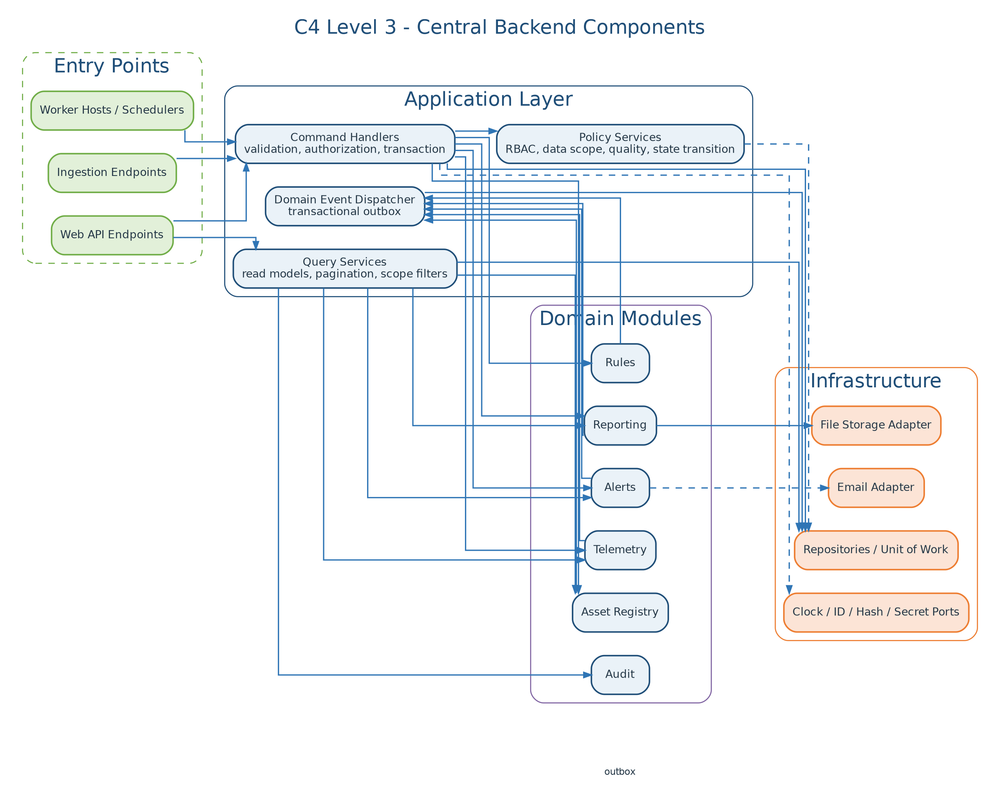 C4 Level 3 - Central Backend Components
Entry Points
Worker Hosts / Schedulers
Ingestion Endpoints
Web API Endpoints
Application Layer
Command Handlers
validation, authorization, transaction
Policy Services
RBAC, data scope, quality, state transition
Domain Event Dispatcher
transactional outbox
Query Services
read models, pagination, scope filters
Domain Modules
Rules
Reporting
Alerts
Telemetry
Asset Registry
Audit
Infrastructure
File Storage Adapter
Email Adapter
Repositories / Unit of Work
Clock / ID / Hash / Secret Ports
outbox